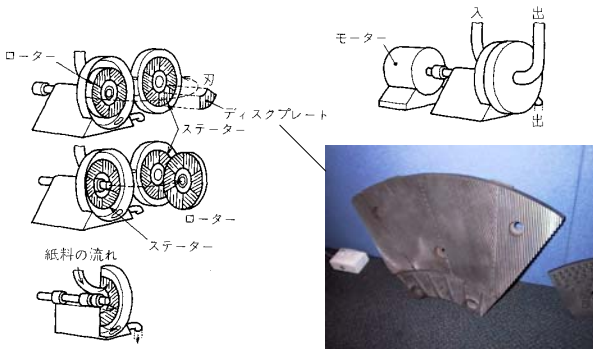 ローター
刃
ディスクプレート
ステーター
ローター
ステーター
紙料の流れ
モーター
入
出
出